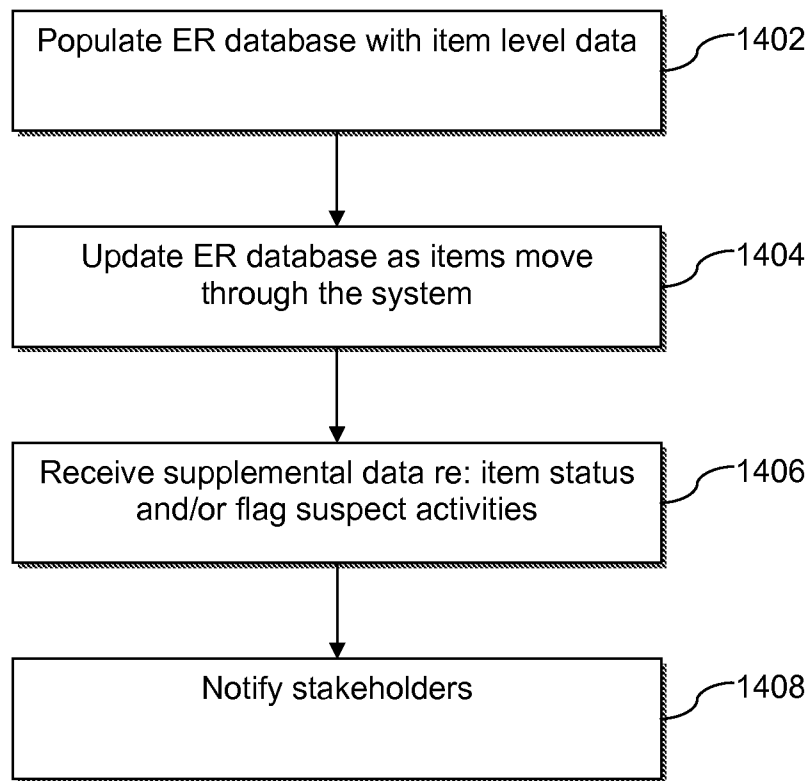 Populate ER database with item level data
1402
Update ER database as items move
through the system
1404
Receive supplemental data re: item status
and/or flag suspect activities
1406
Notify stakeholders
1408